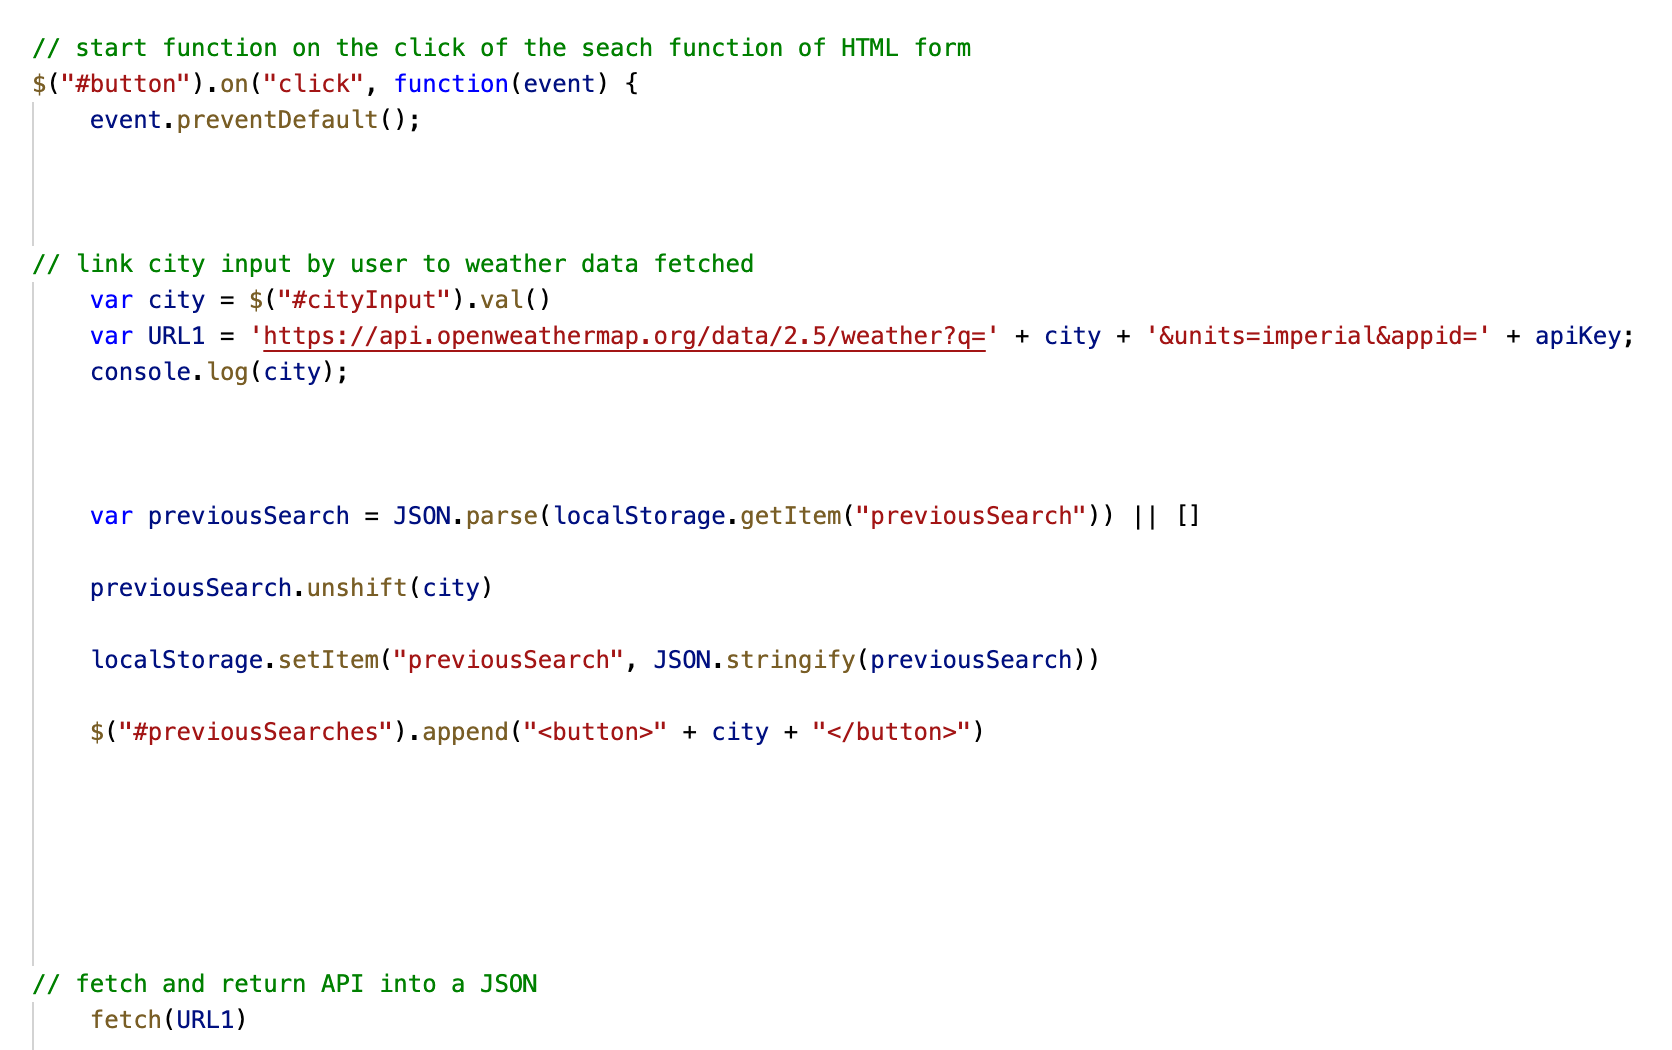 // start function on the click of the seach function of HTML form
$("#button").on("click", function(event) {
event.preventDefault();
// link city input by user to weather data fetched
var city = $("#cityInput").val()
var URL1 = 'https://api.openweathermap.org/data/2.5/weather?q=' + city + '&units=imperial&appid=' + apiKey;
console.log(city);
var previousSearch = JSON.parse(localStorage.getItem("previousSearch")) || []
previousSearch.unshift(city)
localStorage.setItem("previousSearch", JSON.stringify(previousSearch))
$("#previousSearches").append("<button>" + city + "</button>")
// fetch and return API into a JSON
fetch(URL1)